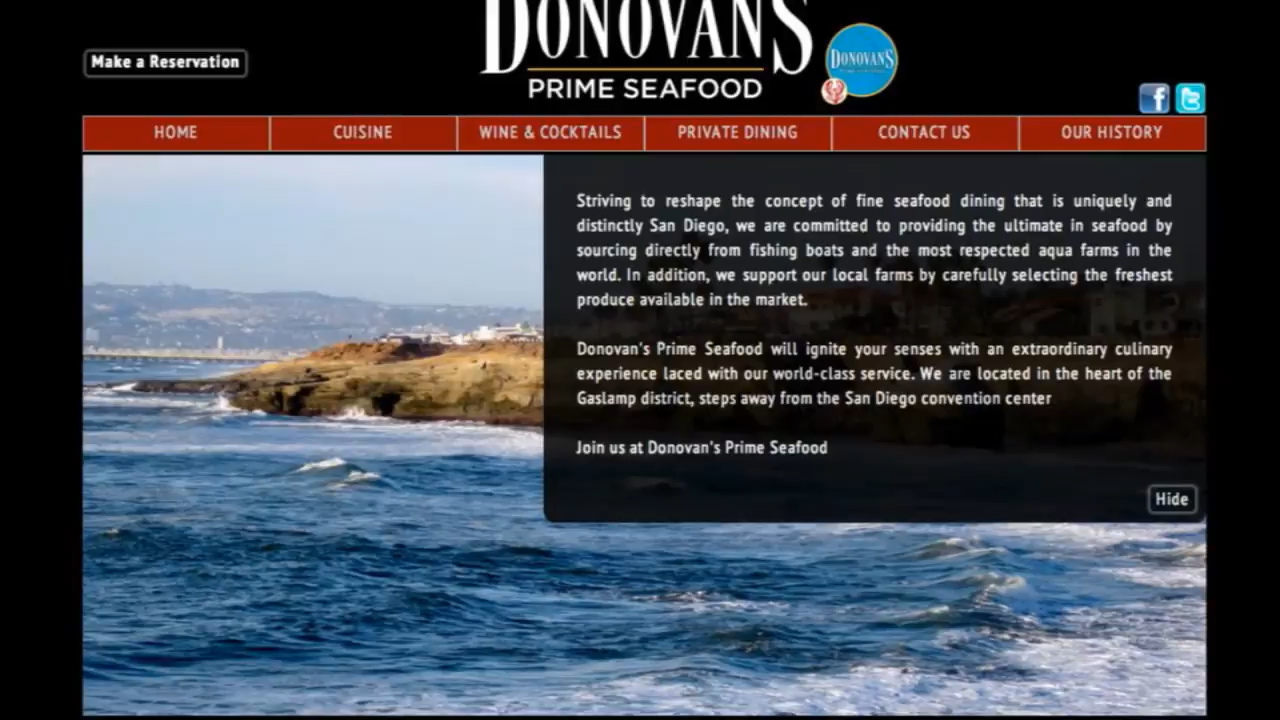 DONOVANS
PRIME SEAFOOD
DONOVANS
Make a Reservation
HOME
CUISINE
WINE & COCKTAILS
PRIVATE DINING
CONTACT US
OUR HISTORY
Striving to reshape the concept of fine seafood dining that is uniquely and
distinctly San Diego, we are committed to providing the ultimate in seafood by
sourcing directly from fishing boats and the most respected aqua farms in the
world. In addition, we support our local farms by carefully selecting the freshest
produce available in the market.
Donovan's Prime Seafood will ignite your senses with an extraordinary culinary
experience laced with our world-class service. We are located in the heart of the
Gaslamp district, steps away from the San Diego convention center
Join us at Donovan's Prime Seafood
Hide